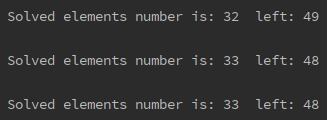 Solved elements number is: 32  left: 49
Solved elements number is: 33  left: 48
Solved elements number is: 33  left: 48